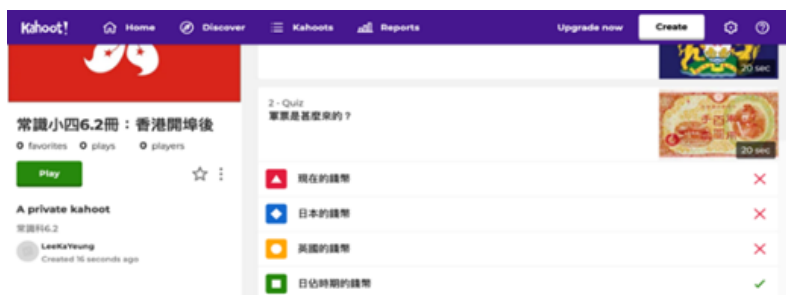 Kahoot! Home Discover Kahoots Reports Upgrade now Create
20 sec
常識小四6.2冊：香港開埠後
0 favorites 0 plays 0 players
Play
A private kahoot
常識科6.2
LeeKaYeung
Created 16 seconds ago
2 - Quiz
軍票是甚麼來的？
20 sec
現在的錢幣
日本的錢幣
英國的錢幣
日佔時期的錢幣